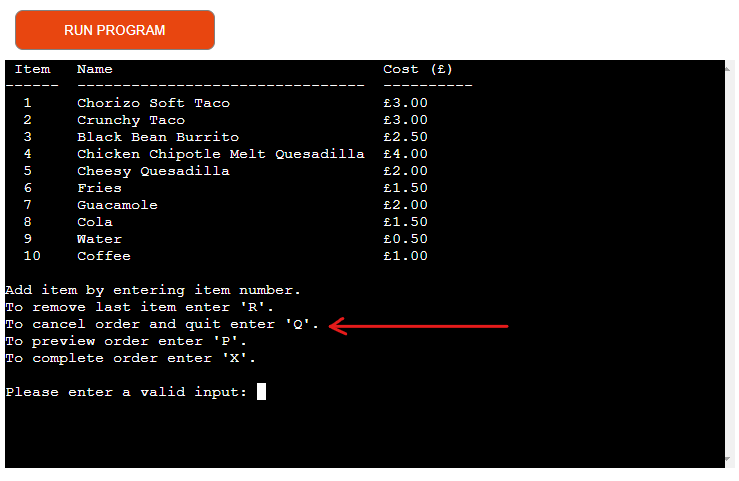 RUN PROGRAM
Item Name Cost (£)
------ -------------------------------- ----------
1 Chorizo Soft Taco £3.00
2 Crunchy Taco £3.00
3 Black Bean Burrito £2.50
4 Chicken Chipotle Melt Quesadilla £4.00
5 Cheesy Quesadilla £2.00
6 Fries £1.50
7 Guacamole £2.00
8 Cola £1.50
9 Water £0.50
10 Coffee £1.00
Add item by entering item number.
To remove last item enter 'R'.
To cancel order and quit enter 'Q'.
To preview order enter 'P'.
To complete order enter 'X'.
Please enter a valid input: